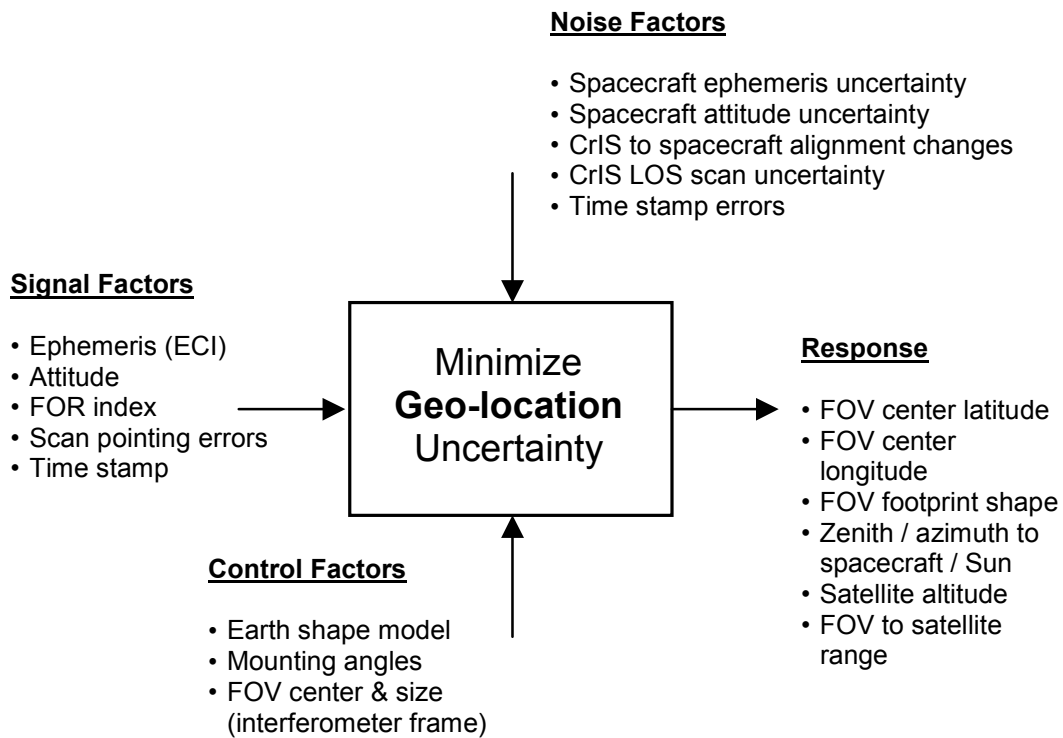 Noise Factors
• Spacecraft ephemeris uncertainty
• Spacecraft attitude uncertainty
• CrIS to spacecraft alignment changes
• CrIS LOS scan uncertainty
• Time stamp errors
Signal Factors
• Ephemeris (ECI)
• Attitude
• FOR index
• Scan pointing errors
• Time stamp
Minimize
Geo-location
Uncertainty
Response
• FOV center latitude
• FOV center
longitude
• FOV footprint shape
• Zenith / azimuth to
spacecraft / Sun
• Satellite altitude
• FOV to satellite
range
Control Factors
• Earth shape model
• Mounting angles
• FOV center & size
(interferometer frame)